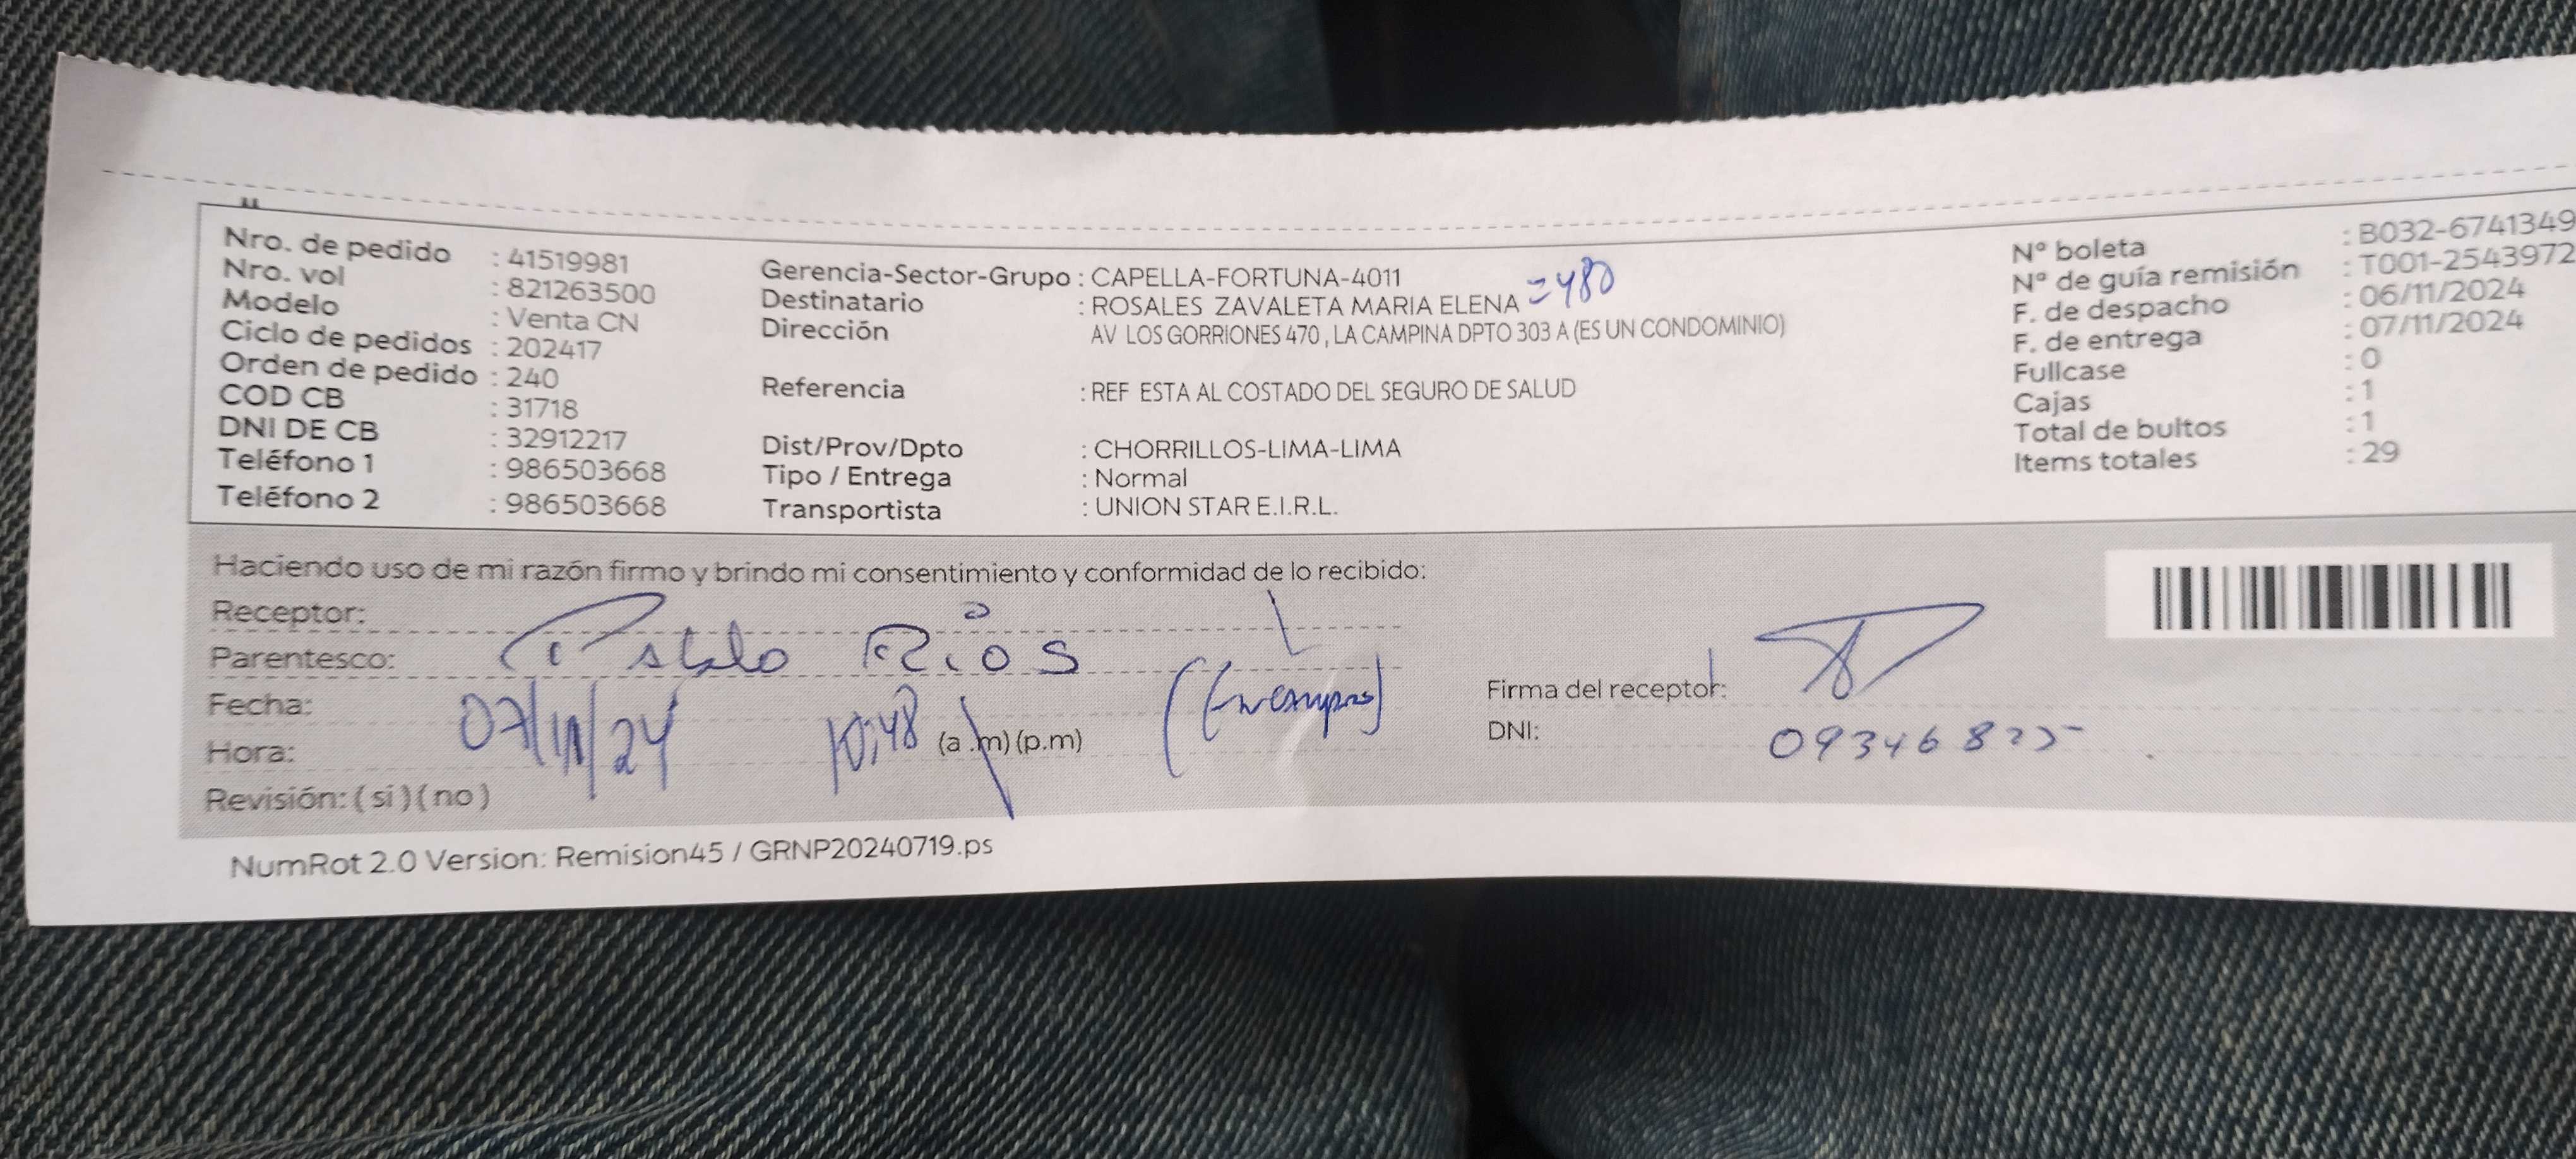 Nro. de pedido : 41519981
Nro. vol : 821263500
Modelo : Venta CN
Ciclo de pedidos : 202417
Orden de pedido : 240
COD CB : 31718
DNI DE CB : 32912217
Teléfono 1 : 986503668
Teléfono 2 : 986503668
Gerencia-Sector-Grupo : CAPELLA-FORTUNA-4011
Destinatario : ROSALES ZAVALETA MARIA ELENA =480
Dirección AV LOS GORRIONES 470 , LA CAMPINA DPTO 303 A (ES UN CONDOMINIO)
Referencia : REF ESTA AL COSTADO DEL SEGURO DE SALUD
Dist/Prov/Dpto : CHORRILLOS-LIMA-LIMA
Tipo / Entrega : Normal
Transportista : UNION STAR E.I.R.L.
N° boleta : B032-6741349
N° de guía remisión : T001-2543972
F. de despacho : 06/11/2024
F. de entrega : 07/11/2024
Fullcase : 0
Cajas : 1
Total de bultos : 1
Items totales : 29
Haciendo uso de mi razón firmo y brindo mi consentimiento y conformidad de lo recibido:
Receptor:
Parentesco: Pablo Rios
Fecha: 07/11/24
Hora: 10:48 (a .m) (p.m)
Revisión: ( si ) ( no )
Firma del receptor:
DNI:
NumRot 2.0 Version: Remision45 / GRNP20240719.ps